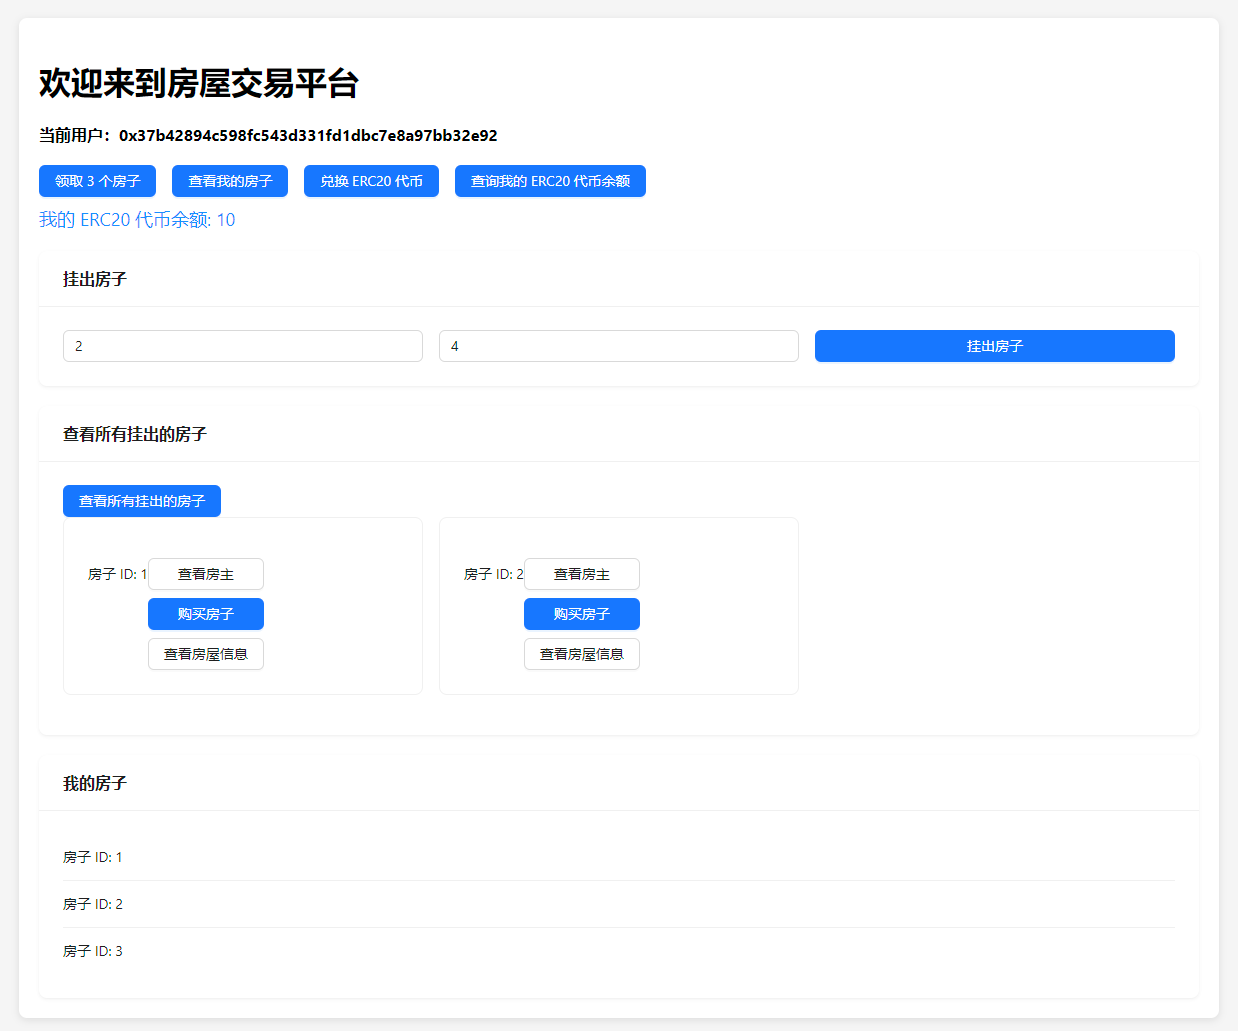 欢迎来到房屋交易平台
当前用户：0x37b42894c598fc543d331fd1dbc7e8a97bb32e92
领取 3 个房子 查看我的房子 兑换 ERC20 代币 查询我的 ERC20 代币余额
我的 ERC20 代币余额: 10
挂出房子
2 4 挂出房子
查看所有挂出的房子
查看所有挂出的房子
房子 ID: 1 查看房主
购买房子
查看房屋信息
房子 ID: 2 查看房主
购买房子
查看房屋信息
我的房子
房子 ID: 1
房子 ID: 2
房子 ID: 3